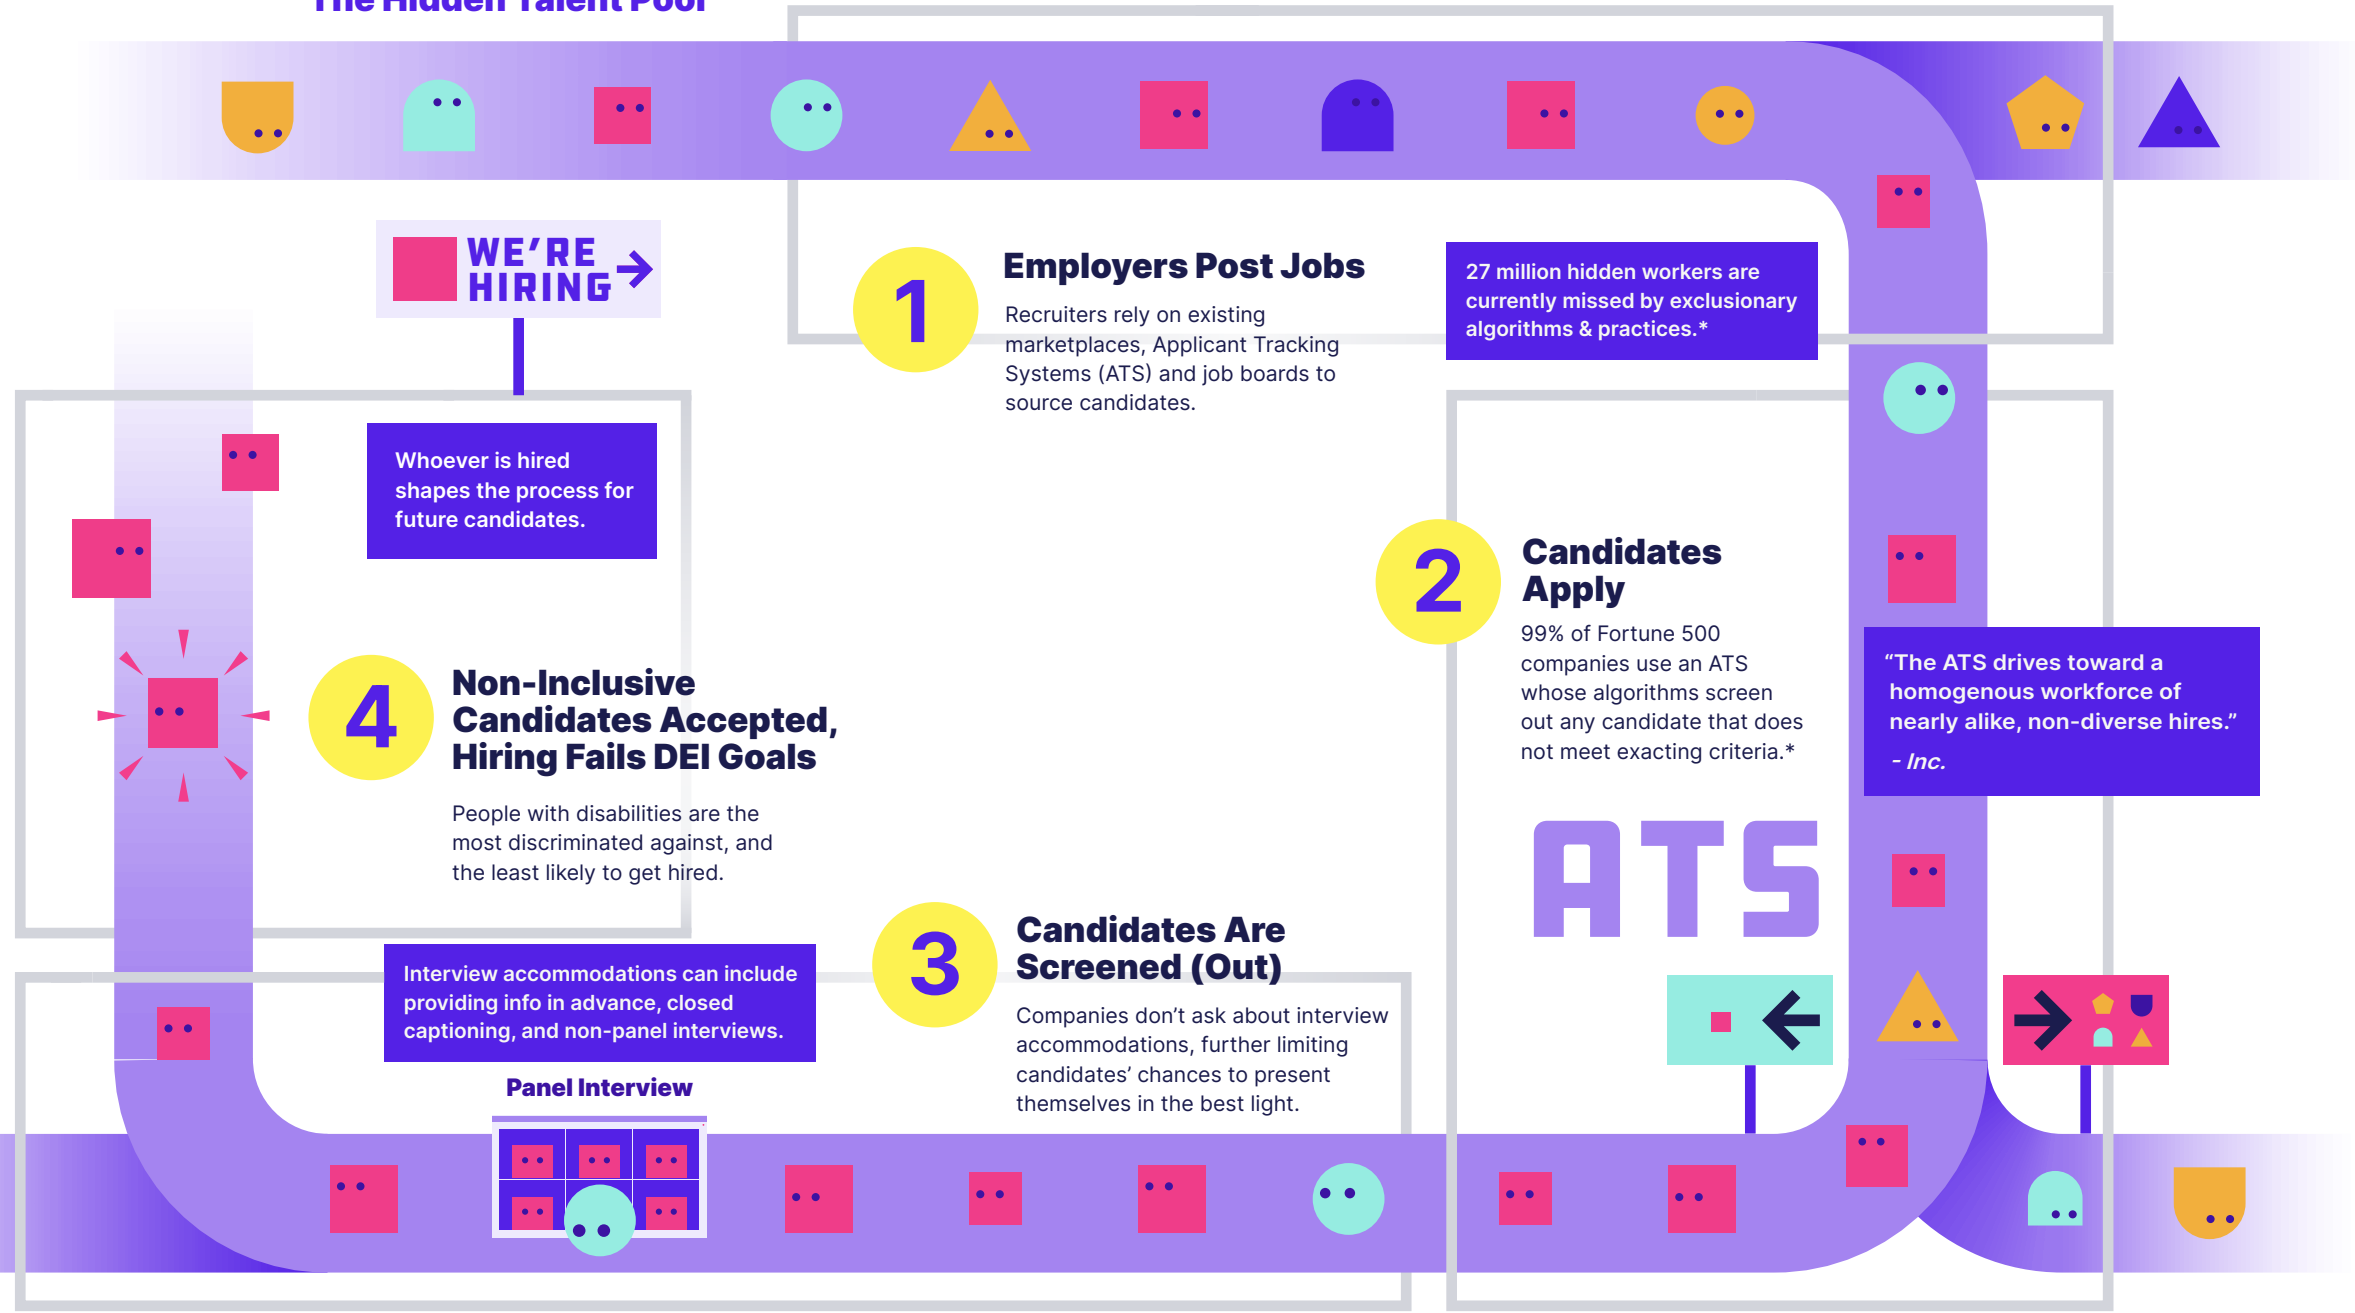 The Hidden Talent Pool
WE'RE
HIRING
1
Employers Post Jobs
Recruiters rely on existing
marketplaces, Applicant Tracking
Systems (ATS) and job boards to
source candidates.
27 million hidden workers are
currently missed by exclusionary
algorithms & practices.*
2
Candidates
Apply
99% of Fortune 500
companies use an ATS
whose algorithms screen
out any candidate that does
not meet exacting criteria.*
“The ATS drives toward a
homogenous workforce of
nearly alike, non-diverse hires.”
- Inc.
ATS
3
Candidates Are
Screened (Out)
Companies don’t ask about interview
accommodations, further limiting
candidates’ chances to present
themselves in the best light.
Interview accommodations can include
providing info in advance, closed
captioning, and non-panel interviews.
Panel Interview
4
Non-Inclusive
Candidates Accepted,
Hiring Fails DEI Goals
People with disabilities are the
most discriminated against, and
the least likely to get hired.
Whoever is hired
shapes the process for
future candidates.